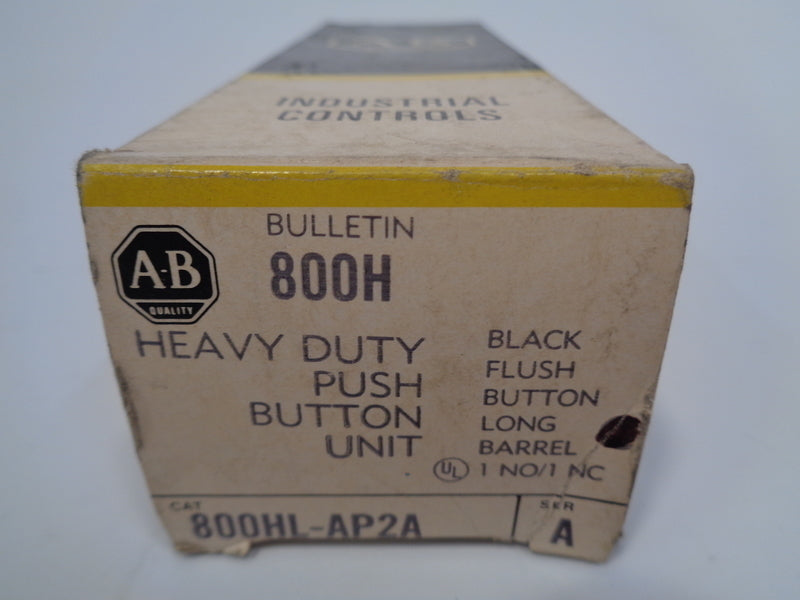 INDUSTRIAL
CONTROLS
A-B
QUALITY
BULLETIN
800H
HEAVY DUTY
PUSH
BUTTON
UNIT
BLACK
FLUSH
BUTTON
LONG
BARREL
UL 1 NO/1 NC
CAT
800HL-AP2A
SER
A